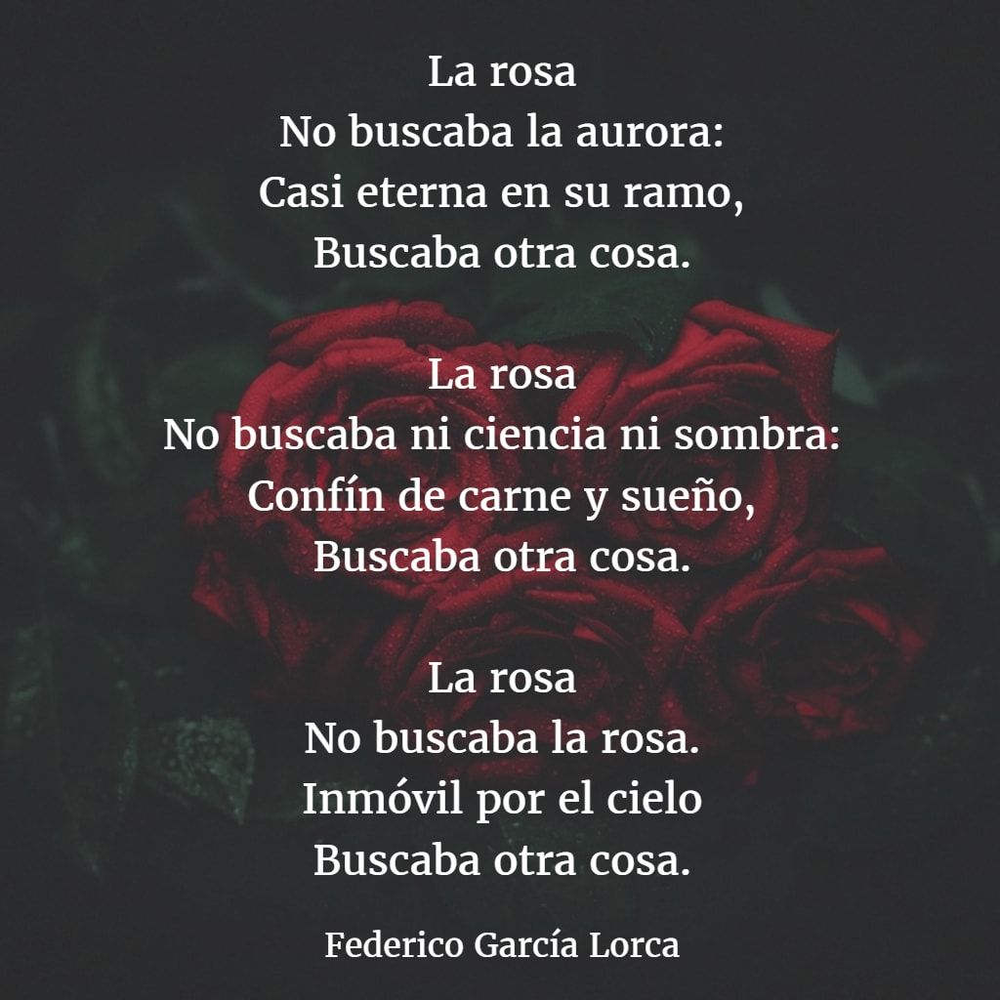 La rosa
No buscaba la aurora:
Casi eterna en su ramo,
Buscaba otra cosa.
La rosa
No buscaba ni ciencia ni sombra:
Confín de carne y sueño,
Buscaba otra cosa.
La rosa
No buscaba la rosa.
Inmóvil por el cielo
Buscaba otra cosa.
Federico García Lorca